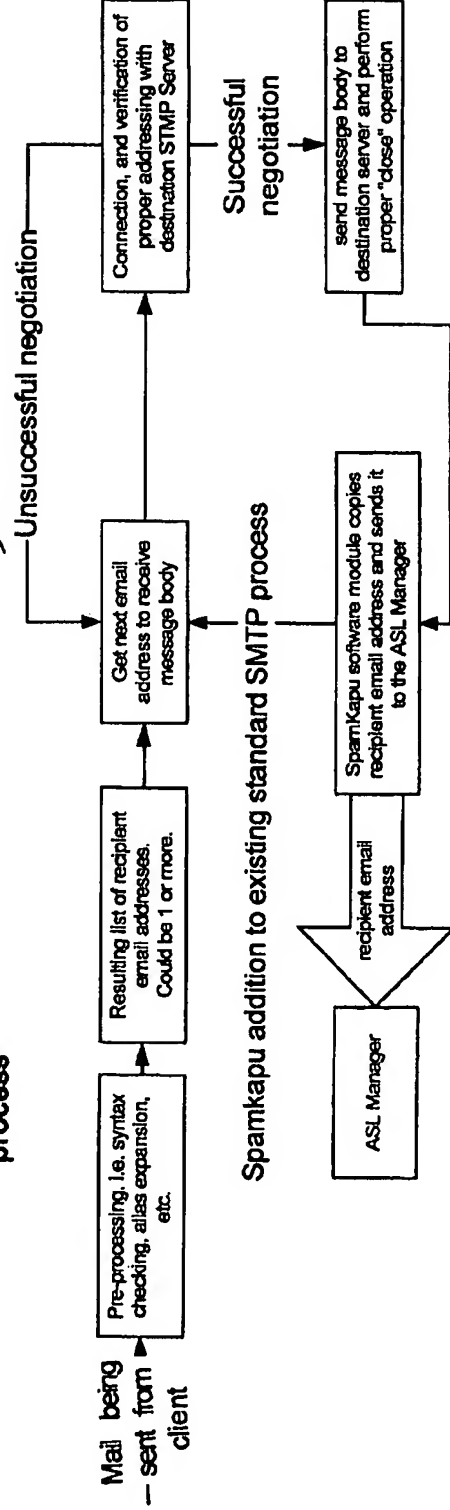 process
Mail being
sent from
client
Pre-processing, i.e. syntax
checking, alias expansion,
etc.
Resulting list of recipient
email addresses.
Could be 1 or more.
Get next email
address to receive
message body
Unsuccessful negotiation
Connection, and verification of
proper addressing with
destination STMP Server
Successful
negotiation
send message body to
destination server and perform
proper "close" operation
Spamkapu addition to existing standard SMTP process
SpamKapu software module copies
recipient email address and sends it
to the ASL Manager
recipient email
address
ASL Manager